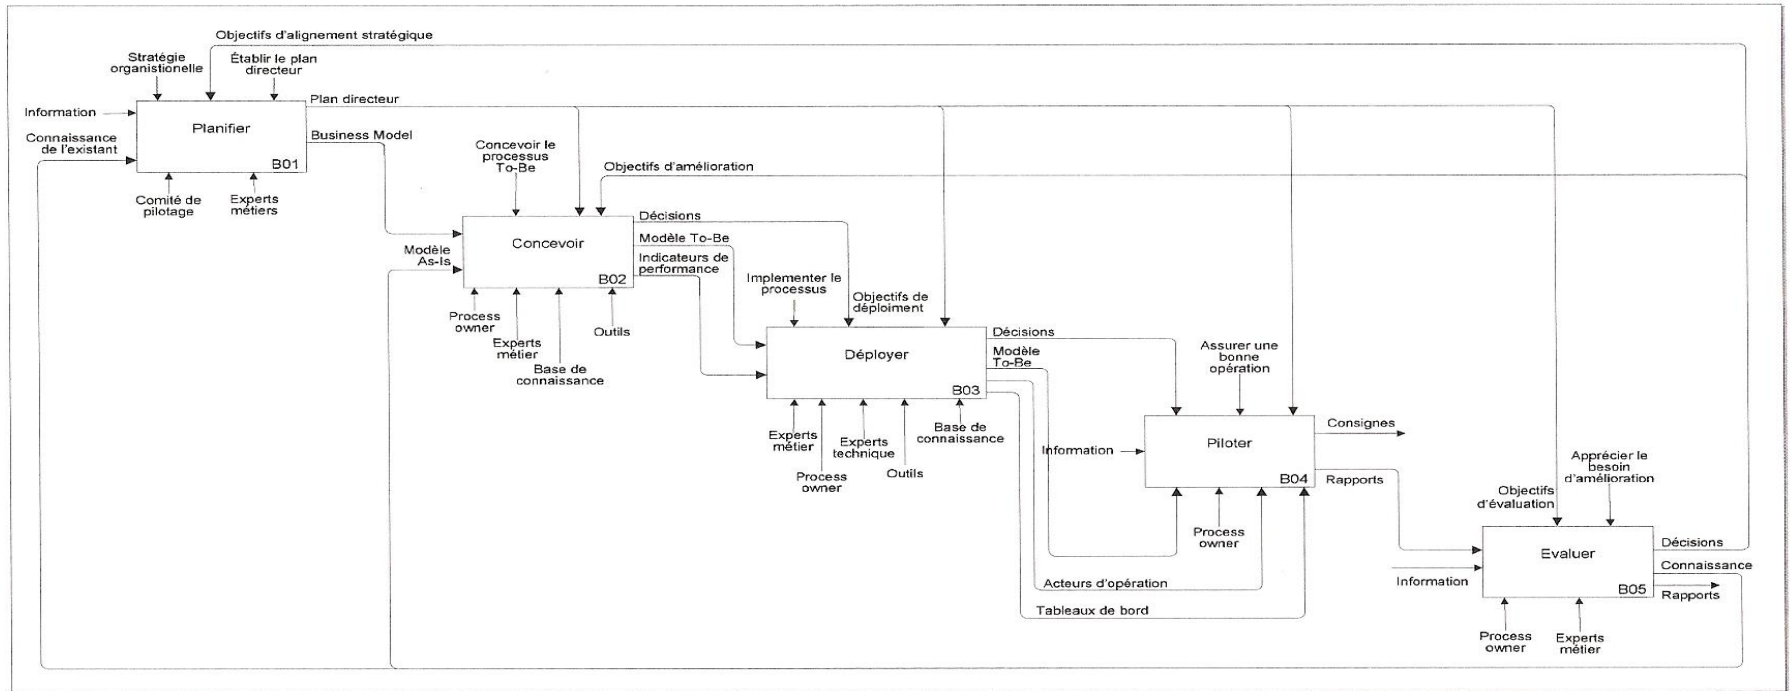 Objectifs d'alignement stratégique
Stratégie
organistionelle
Établir le plan
directeur
Information
Plan directeur
Planifier
Connaissance
de l'existant
Business Model
B01
Comité de
pilotage
Experts
métiers
Concevoir le
processus
To-Be
Objectifs d'amélioration
Décisions
Concevoir
Modèle To-Be
Modèle
As-Is
Indicateurs de
performance
B02
Process
owner
Experts
métier
Base de
connaissance
Outils
Implementer le
processus
Objectifs de
déploiment
Décisions
Déployer
Modèle
To-Be
B03
Experts
métier
Process
owner
Experts
technique
Outils
Base de
connaissance
Assurer une
bonne
opération
Consignes
Piloter
Information
B04
Rapports
Process
owner
Acteurs d'opération
Tableaux de bord
Apprécier le
besoin
d'amélioration
Objectifs
d'évaluation
Décisions
Evaluer
Connaissance
Information
B05
Rapports
Process
owner
Experts
métier